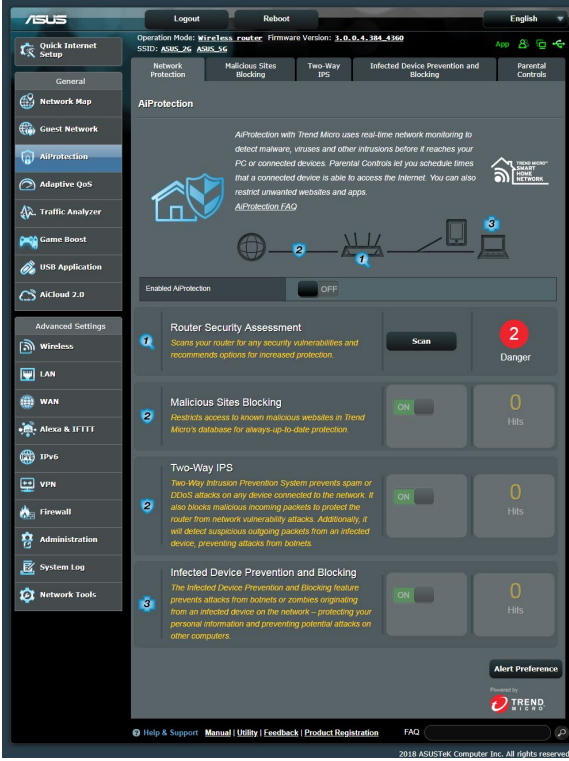 ASUS
Logout
Reboot
English
Quick Internet
Setup
General
Network Map
Guest Network
AiProtection
Adaptive QoS
Traffic Analyzer
Game Boost
USB Application
AiCloud 2.0
Advanced Settings
Wireless
LAN
WAN
Alexa & IFTTT
IPv6
VPN
Firewall
Administration
System Log
Network Tools
Operation Mode: Wireless router Firmware Version: 3.0.0.4.384_4360
SSID: ASUS_2G ASUS_5G
App
Network
Protection
Malicious Sites
Blocking
Two-Way
IPS
Infected Device Prevention and
Blocking
Parental
Controls
AiProtection
AiProtection with Trend Micro uses real-time network monitoring to
detect malware, viruses and other intrusions before it reaches your
PC or connected devices. Parental Controls let you schedule times
that a connected device is able to access the Internet. You can also
restrict unwanted websites and apps.
AiProtection FAQ
TREND MICRO™
SMART
HOME
NETWORK
2
1
3
Enabled AiProtection
OFF
1
Router Security Assessment
Scans your router for any security vulnerabilities and
recommends options for increased protection.
Scan
2
Danger
2
Malicious Sites Blocking
Restricts access to known malicious websites in Trend
Micro's database for always-up-to-date protection.
ON
0
Hits
2
Two-Way IPS
Two-Way Intrusion Prevention System prevents spam or
DDoS attacks on any device connected to the network. It
also blocks malicious incoming packets to protect the
router from network vulnerability attacks. Additionally, it
will detect suspicious outgoing packets from an infected
device, preventing attacks from botnets.
ON
0
Hits
3
Infected Device Prevention and Blocking
The Infected Device Prevention and Blocking feature
prevents attacks from botnets or zombies originating
from an infected device on the network – protecting your
personal information and preventing potential attacks on
other computers.
ON
0
Hits
Alert Preference
Powered by
TREND
MICRO
Help & Support Manual | Utility | Feedback | Product Registration FAQ
2018 ASUSTeK Computer Inc. All rights reserved